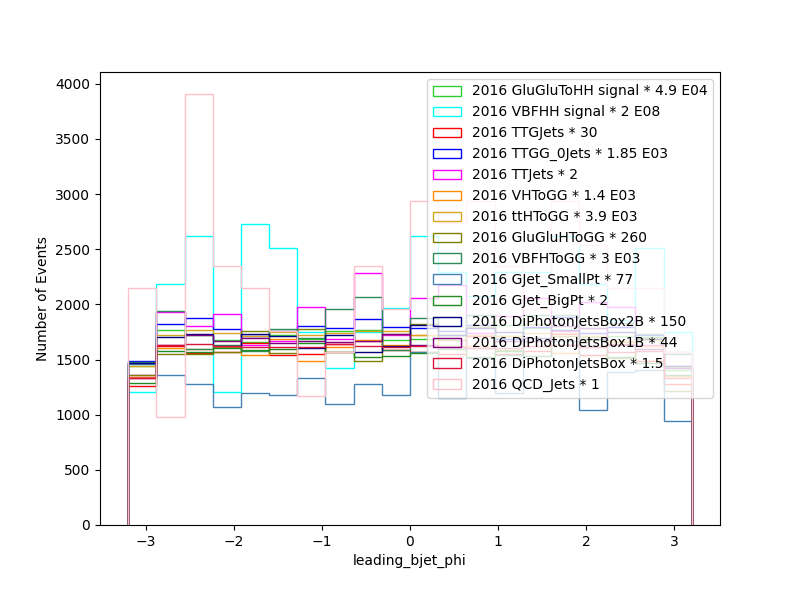 4000
3500
3000
2500
2000
1500
1000
500
0
Number of Events
−3
−2
−1
0
1
2
3
leading_bjet_phi
2016 GluGluToHH signal * 4.9 E04
2016 VBFHH signal * 2 E08
2016 TTGJets * 30
2016 TTGG_0Jets * 1.85 E03
2016 TTJets * 2
2016 VHToGG * 1.4 E03
2016 ttHToGG * 3.9 E03
2016 GluGluHToGG * 260
2016 VBFHToGG * 3 E03
2016 GJet_SmallPt * 77
2016 GJet_BigPt * 2
2016 DiPhotonJetsBox2B * 150
2016 DiPhotonJetsBox1B * 44
2016 DiPhotonJetsBox * 1.5
2016 QCD_Jets * 1